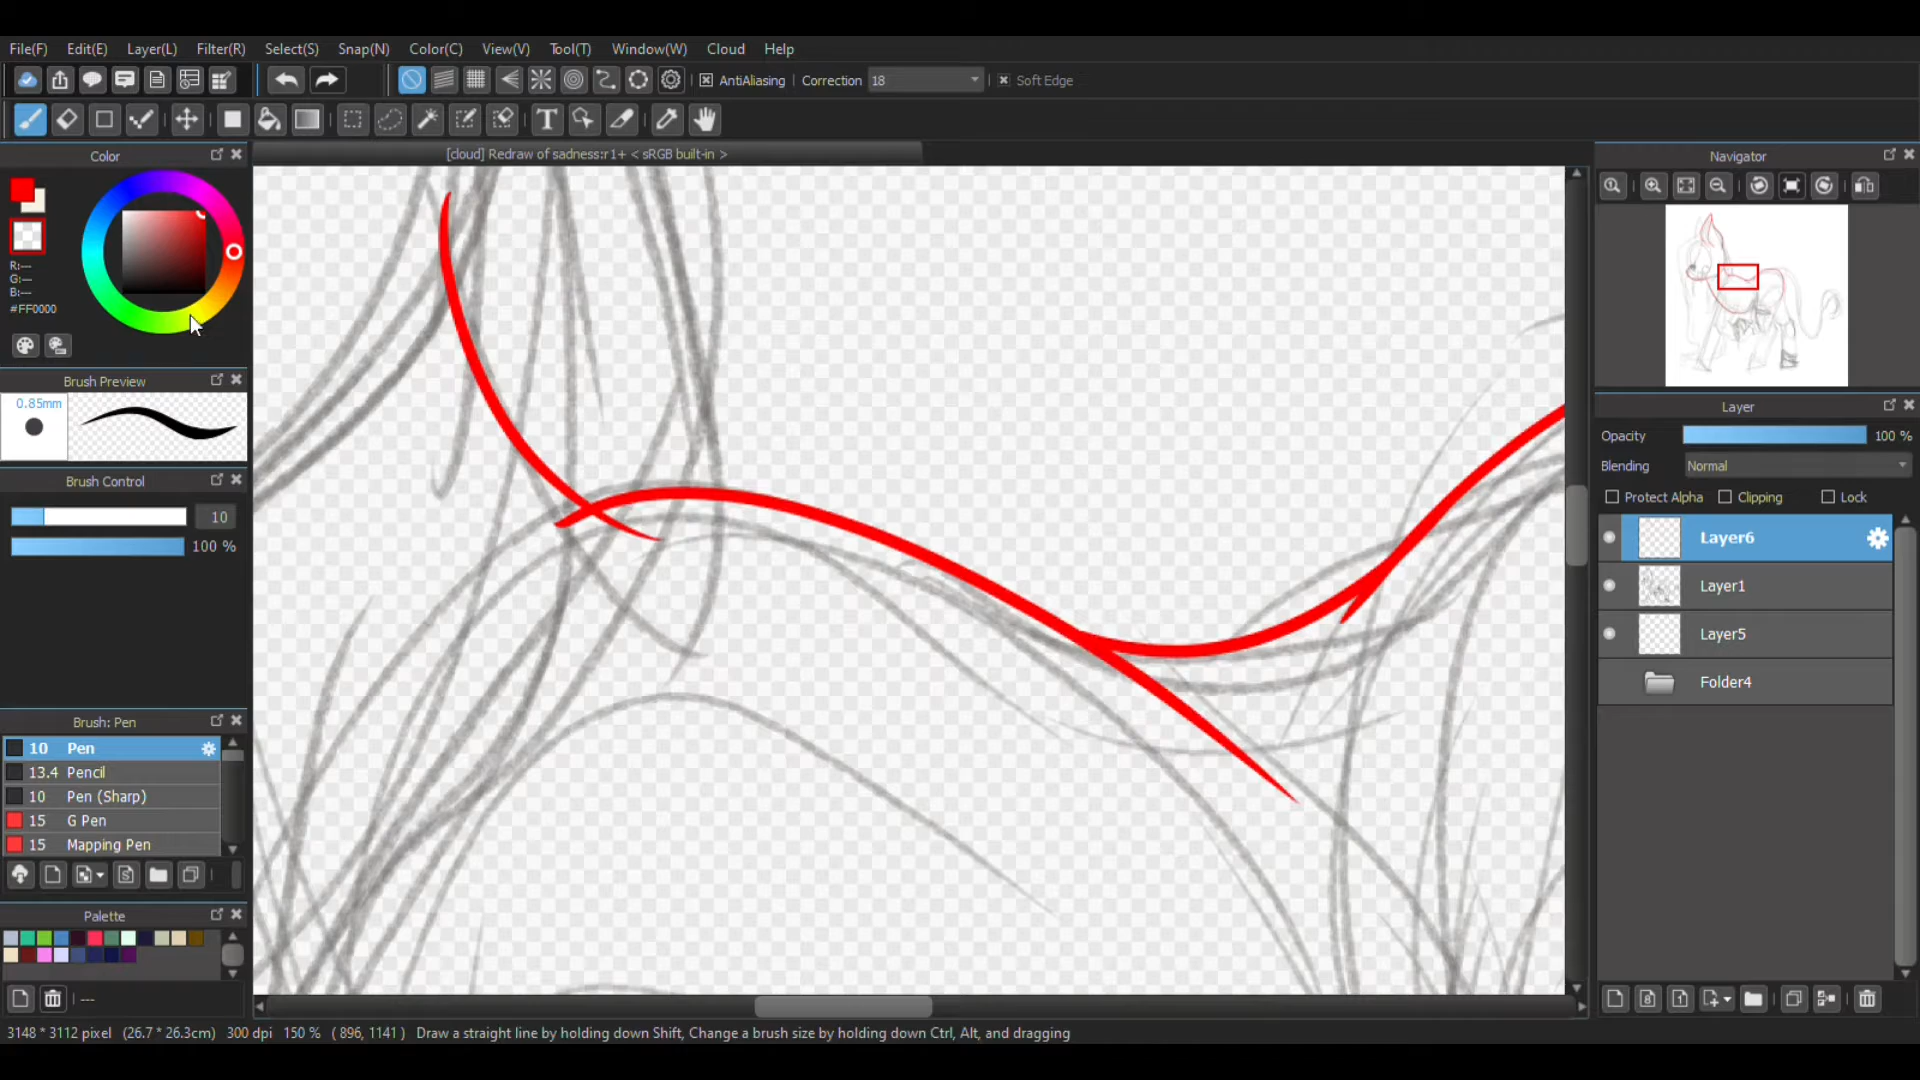 File(F) Edit(E) Layer(L) Filter(R) Select(S) Snap(N) Color(C) View(V) Tool(T) Window(W) Cloud Help
AntiAliasing Correction 18 Soft Edge
T
[cloud] Redraw of sadness:r1+ < sRGB built-in >
Color
R:---
G:---
B:---
#FF0000
Brush Preview
0.85mm
Brush Control
10
100 %
Brush: Pen
10 Pen
13.4 Pencil
10 Pen (Sharp)
15 G Pen
15 Mapping Pen
Palette
---
Navigator
Layer
Opacity 100 %
Blending Normal
Protect Alpha Clipping Lock
Layer6
Layer1
Layer5
Folder4
3148 * 3112 pixel (26.7 * 26.3cm) 300 dpi 150 % ( 896, 1141 ) Draw a straight line by holding down Shift, Change a brush size by holding down Ctrl, Alt, and dragging